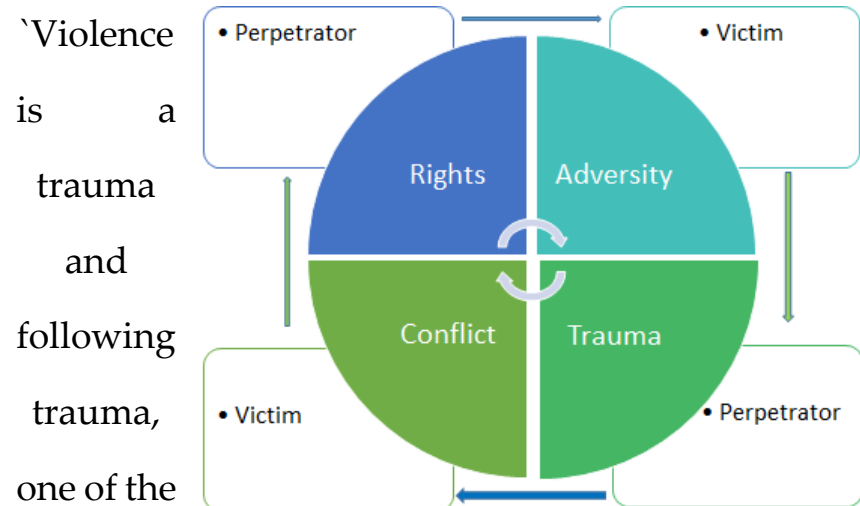 `Violence
is a
trauma
and
following
trauma,
one of the
• Perpetrator
• Victim
Rights
Adversity
Conflict
Trauma
• Victim
• Perpetrator